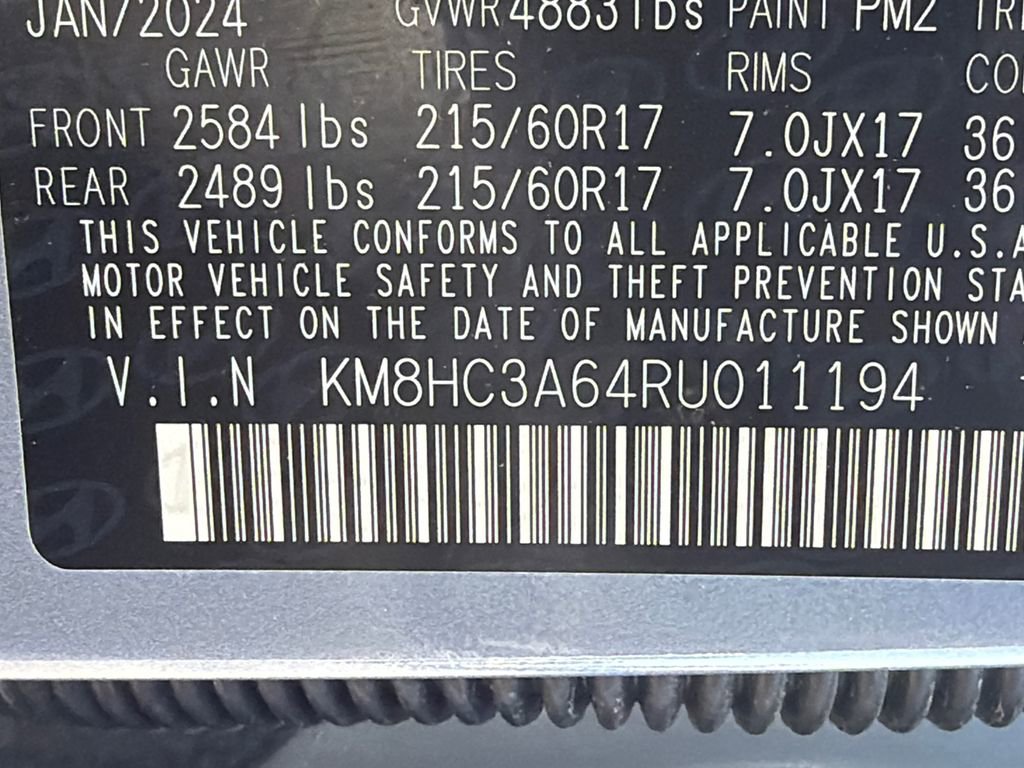 JAN/2024 GVWR 4883 lbs PAINT PM2 TRI
GAWR TIRES RIMS CO
FRONT 2584 lbs 215/60R17 7.0JX17 36
REAR 2489 lbs 215/60R17 7.0JX17 36
THIS VEHICLE CONFORMS TO ALL APPLICABLE U.S.A
MOTOR VEHICLE SAFETY AND THEFT PREVENTION STA
IN EFFECT ON THE DATE OF MANUFACTURE SHOWN
V.I.N KM8HC3A64RU011194